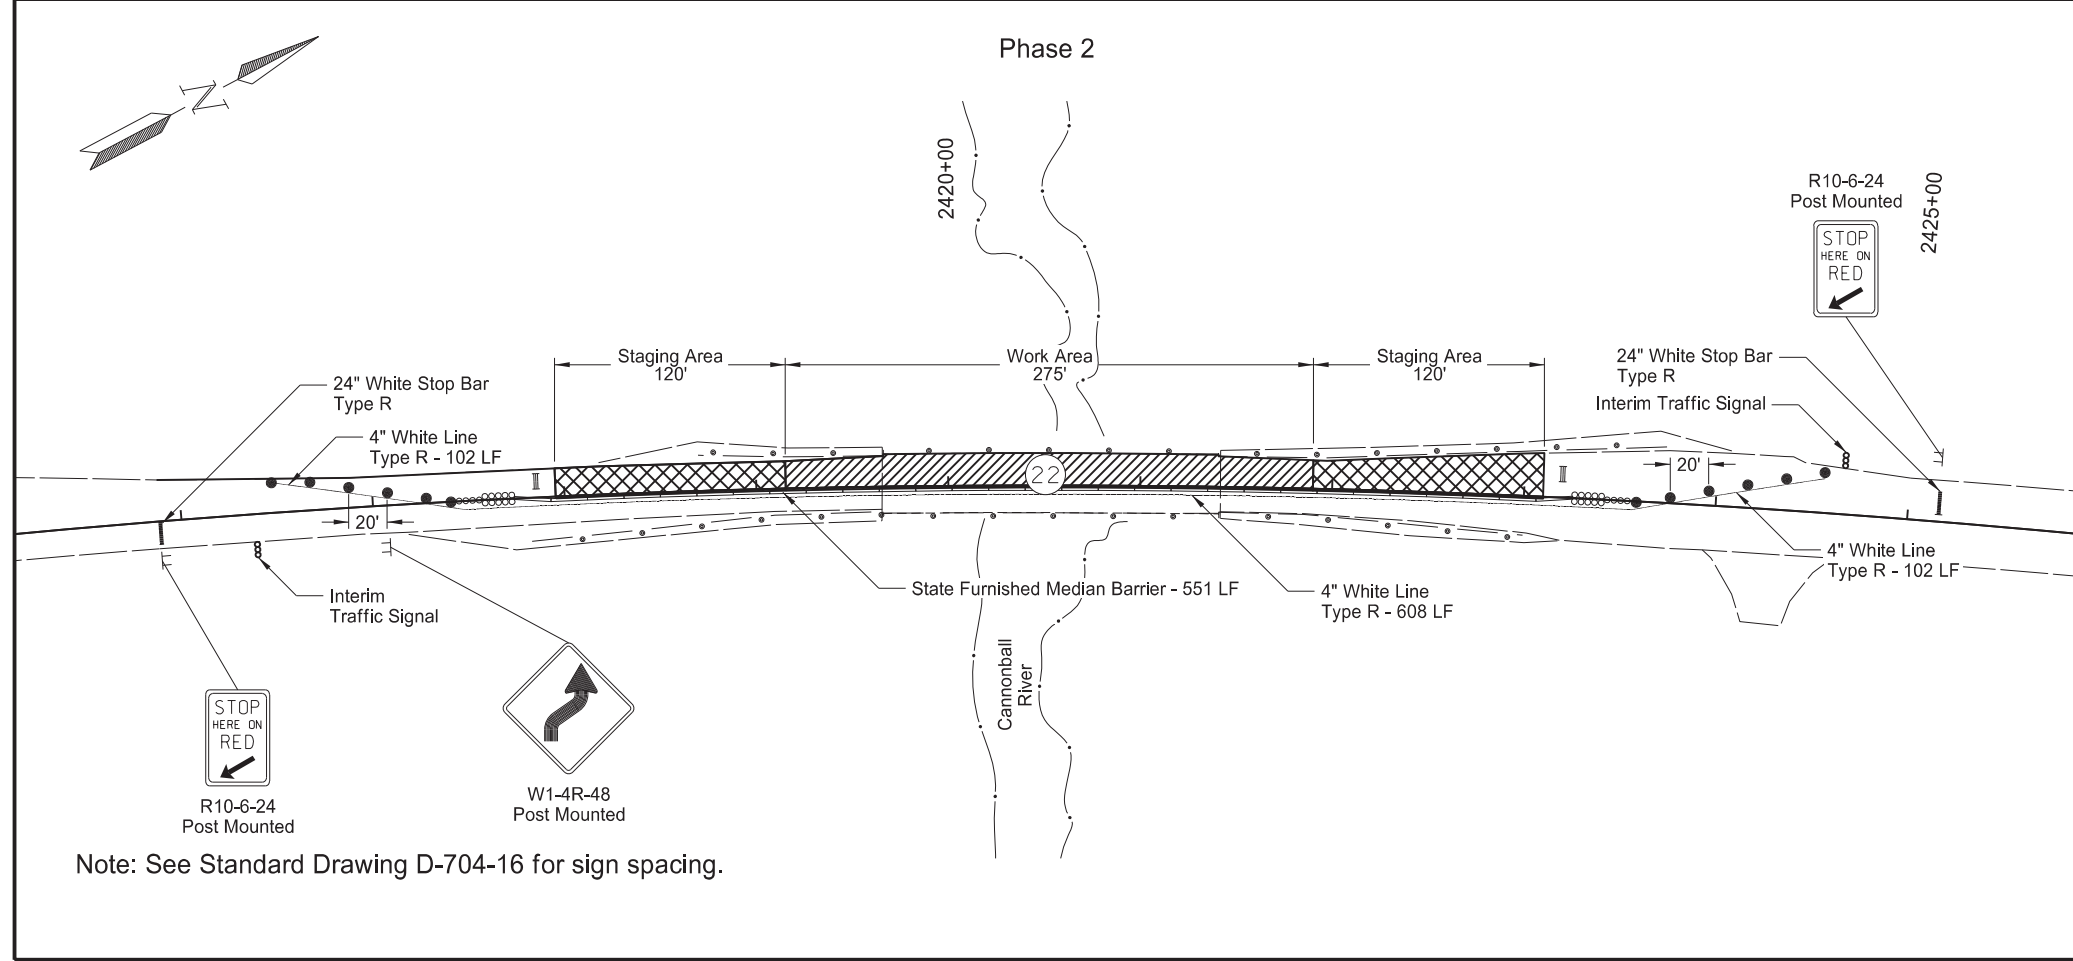 Phase 2
N
2420+00
2425+00
R10-6-24
Post Mounted
STOP
HERE ON
RED
Staging Area
120'
Work Area
275'
Staging Area
120'
24" White Stop Bar
Type R
24" White Stop Bar
Type R
Interim Traffic Signal
4" White Line
Type R - 102 LF
20'
22
20'
4" White Line
Type R - 102 LF
State Furnished Median Barrier - 551 LF
4" White Line
Type R - 608 LF
Interim
Traffic Signal
Cannonball
River
STOP
HERE ON
RED
R10-6-24
Post Mounted
W1-4R-48
Post Mounted
Note: See Standard Drawing D-704-16 for sign spacing.